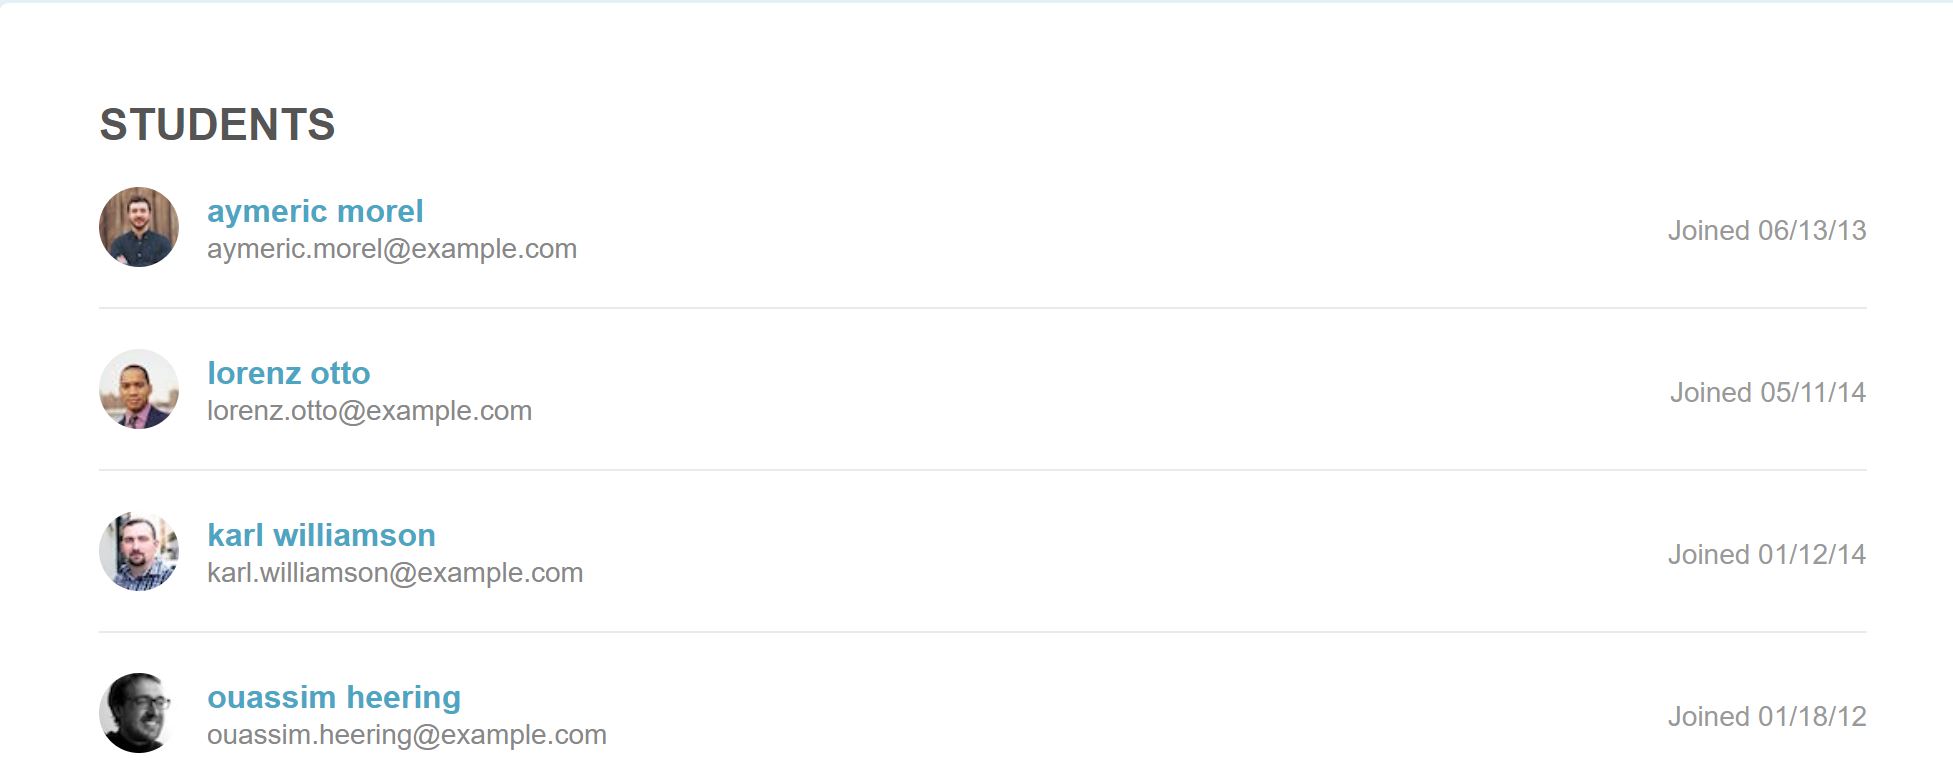 STUDENTS
aymeric morel
aymeric.morel@example.com
Joined 06/13/13
lorenz otto
lorenz.otto@example.com
Joined 05/11/14
karl williamson
karl.williamson@example.com
Joined 01/12/14
ouassim heering
ouassim.heering@example.com
Joined 01/18/12